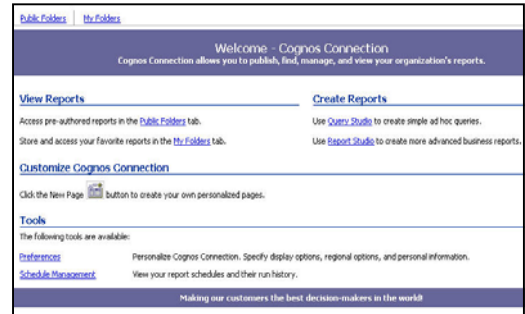 Public Folders | My Folders
Welcome - Cognos Connection
Cognos Connection allows you to publish, find, manage, and view your organization's reports.
View Reports
Access pre-authored reports in the Public Folders tab.
Store and access your favorite reports in the My Folders tab.
Create Reports
Use Query Studio to create simple ad hoc queries.
Use Report Studio to create more advanced business reports.
Customize Cognos Connection
Click the New Page button to create your own personalized pages.
Tools
The following tools are available:
Preferences Personalize Cognos Connection. Specify display options, regional options, and personal information.
Schedule Management View your report schedules and their run history.
Making our customers the best decision-makers in the world!